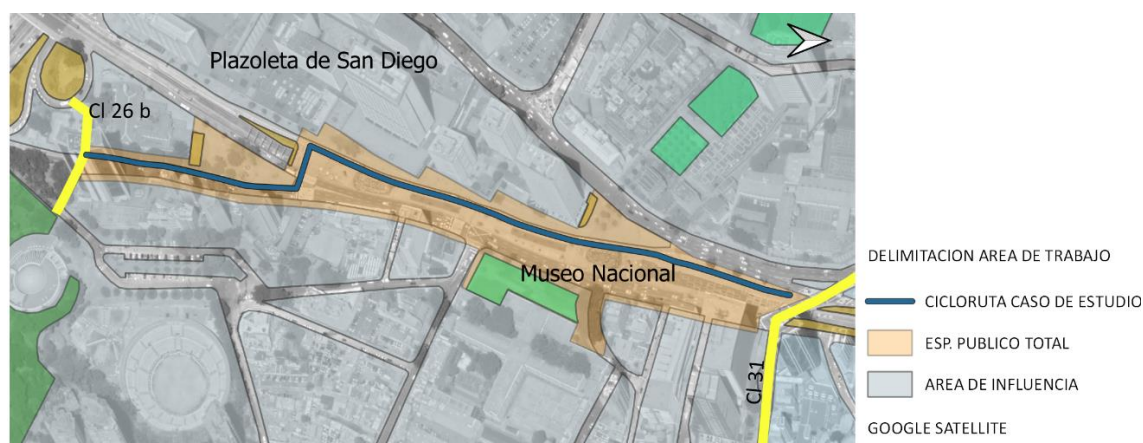 Plazoleta de San Diego
Cl 26 b
Museo Nacional
Cl 31
DELIMITACION AREA DE TRABAJO
CICLORUTA CASO DE ESTUDIO
ESP. PUBLICO TOTAL
AREA DE INFLUENCIA
GOOGLE SATELLITE